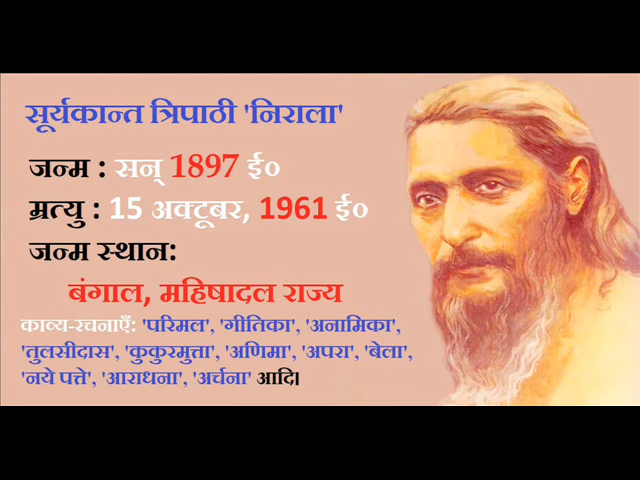 सूर्यकान्त त्रिपाठी 'निराला'
जन्म : सन् 1897 ई०
म्रत्यु : 15 अक्टूबर, 1961 ई०
जन्म स्थान:
बंगाल, महिषादल राज्य
काव्य-रचनाएँ: 'परिमल', 'गीतिका', 'अनामिका',
'तुलसीदास', 'कुकुरमुत्ता', 'अणिमा', 'अपरा', 'बेला',
'नये पत्ते', 'आराधना', 'अर्चना' आदि।